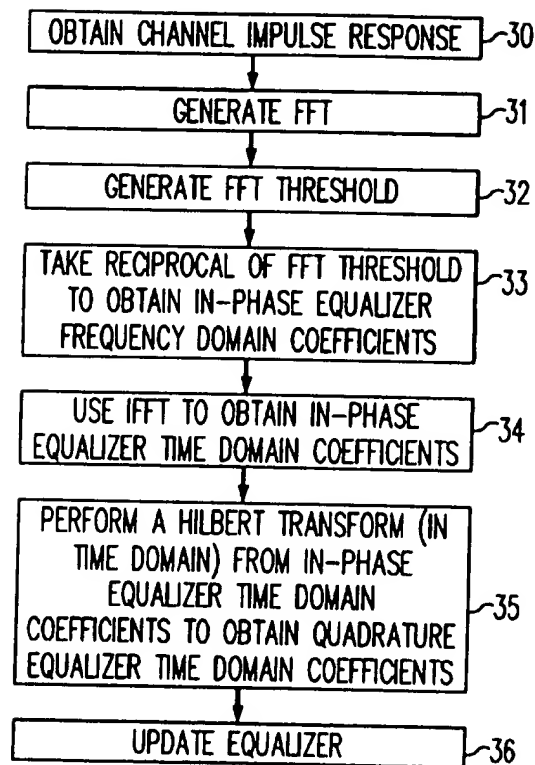 OBTAIN CHANNEL IMPULSE RESPONSE 30
GENERATE FFT 31
GENERATE FFT THRESHOLD 32
TAKE RECIPROCAL OF FFT THRESHOLD
TO OBTAIN IN-PHASE EQUALIZER
FREQUENCY DOMAIN COEFFICIENTS
33
USE IFFT TO OBTAIN IN-PHASE
EQUALIZER TIME DOMAIN COEFFICIENTS
34
PERFORM A HILBERT TRANSFORM (IN
TIME DOMAIN) FROM IN-PHASE
EQUALIZER TIME DOMAIN
COEFFICIENTS TO OBTAIN QUADRATURE
EQUALIZER TIME DOMAIN COEFFICIENTS
35
UPDATE EQUALIZER 36